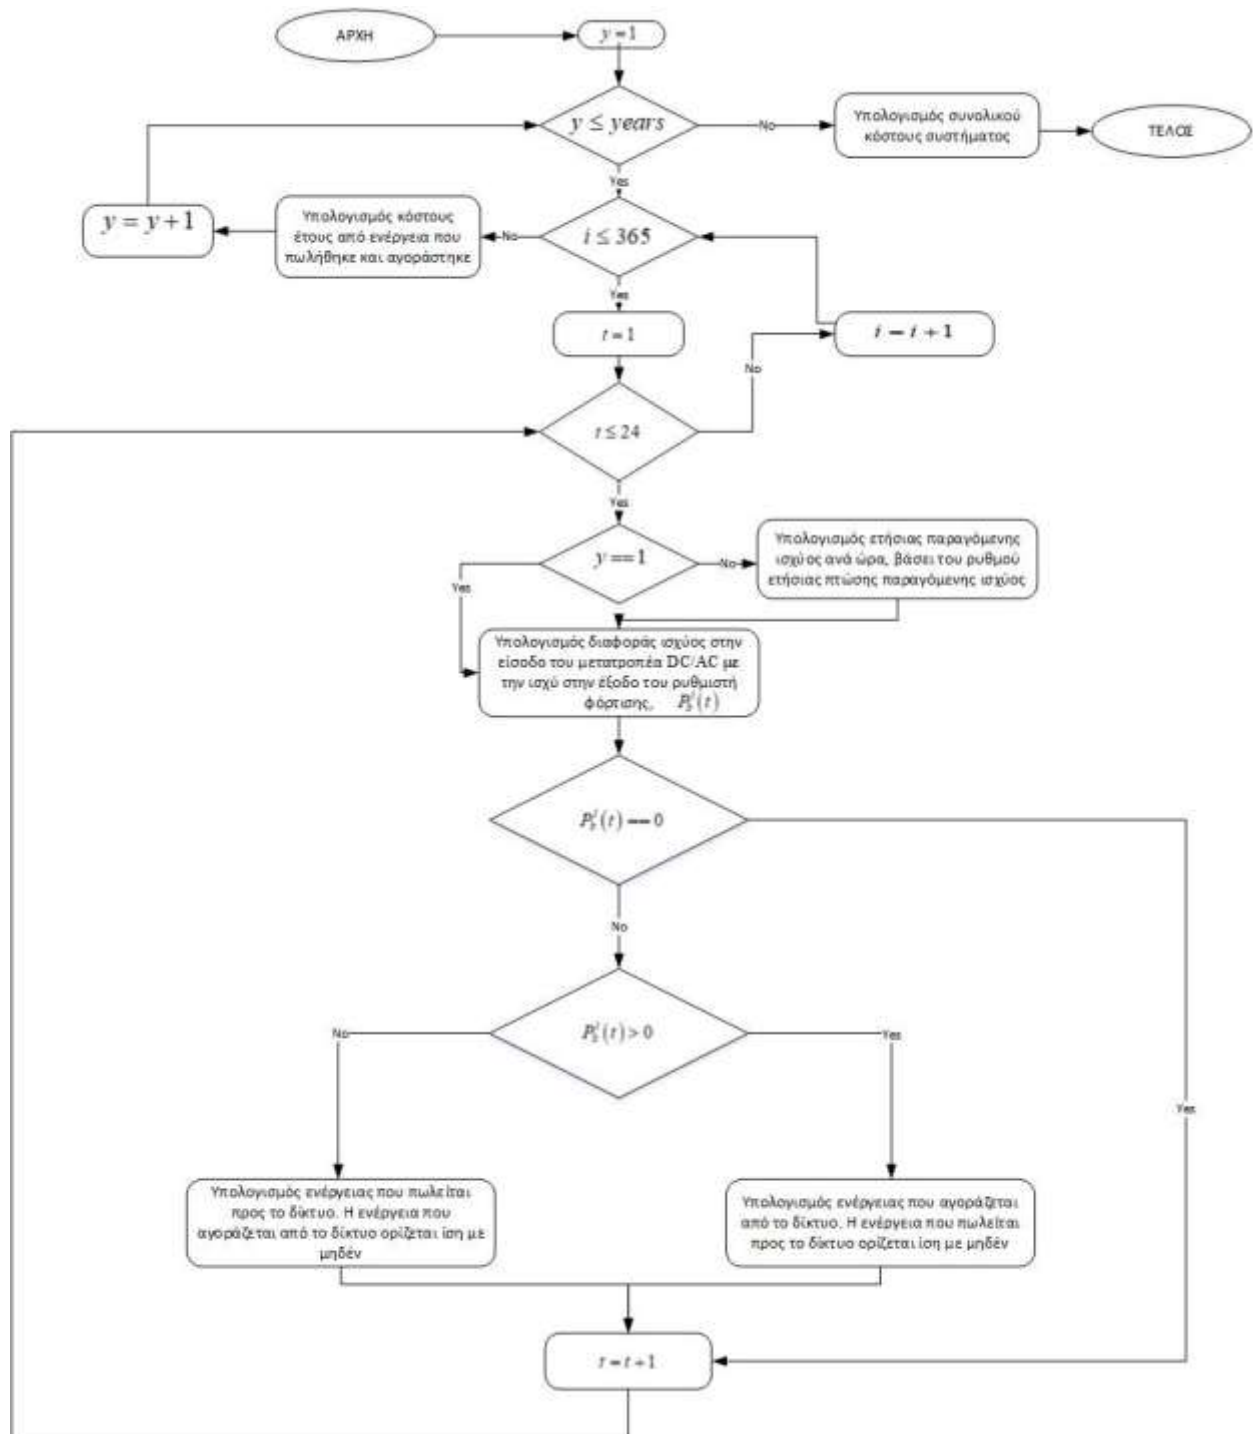 ΑΡΧΗ
y = 1
y ≤ years
No
Υπολογισμός συνολικού
κόστους συστήματος
ΤΕΛΟΣ
Yes
y = y + 1
Υπολογισμός κόστους
έτους από ενέργεια που
πωλήθηκε και αγοράστηκε
No
i ≤ 365
Yes
t = 1
i = i + 1
No
t ≤ 24
Yes
y == 1
No
Υπολογισμός ετήσιας παραγόμενης
ισχύος ανά ώρα, βάσει του ρυθμού
ετήσιας πτώσης παραγόμενης ισχύος
Yes
Υπολογισμός διαφοράς ισχύος στην
είσοδο του μετατροπέα DC/AC με
την ισχύ στην έξοδο του ρυθμιστή
φόρτισης,
(t) == 0
No
(t) > 0
No
Yes
Yes
Υπολογισμός ενέργειας που πωλείται
προς το δίκτυο. Η ενέργεια που
αγοράζεται από το δίκτυο ορίζεται ίση με
μηδέν
Υπολογισμός ενέργειας που αγοράζεται
από το δίκτυο. Η ενέργεια που πωλείται
προς το δίκτυο ορίζεται ίση με μηδέν
t = t + 1